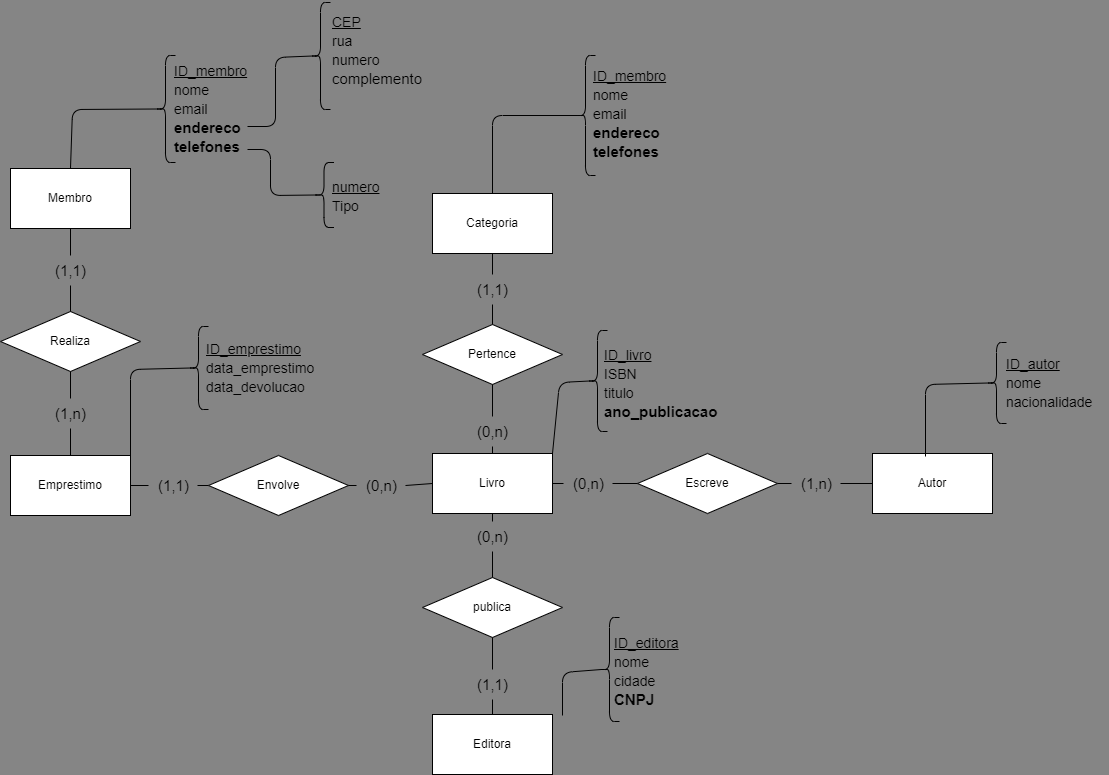 CEP
rua
numero
complemento
ID_membro
nome
email
endereco
telefones
numero
Tipo
Membro
(1,1)
Realiza
(1,n)
ID_emprestimo
data_emprestimo
data_devolucao
Emprestimo
(1,1)
Envolve
(0,n)
ID_membro
nome
email
endereco
telefones
Categoria
(1,1)
Pertence
(0,n)
ID_livro
ISBN
titulo
ano_publicacao
Livro
(0,n)
Escreve
(1,n)
ID_autor
nome
nacionalidade
Autor
(0,n)
publica
(1,1)
ID_editora
nome
cidade
CNPJ
Editora